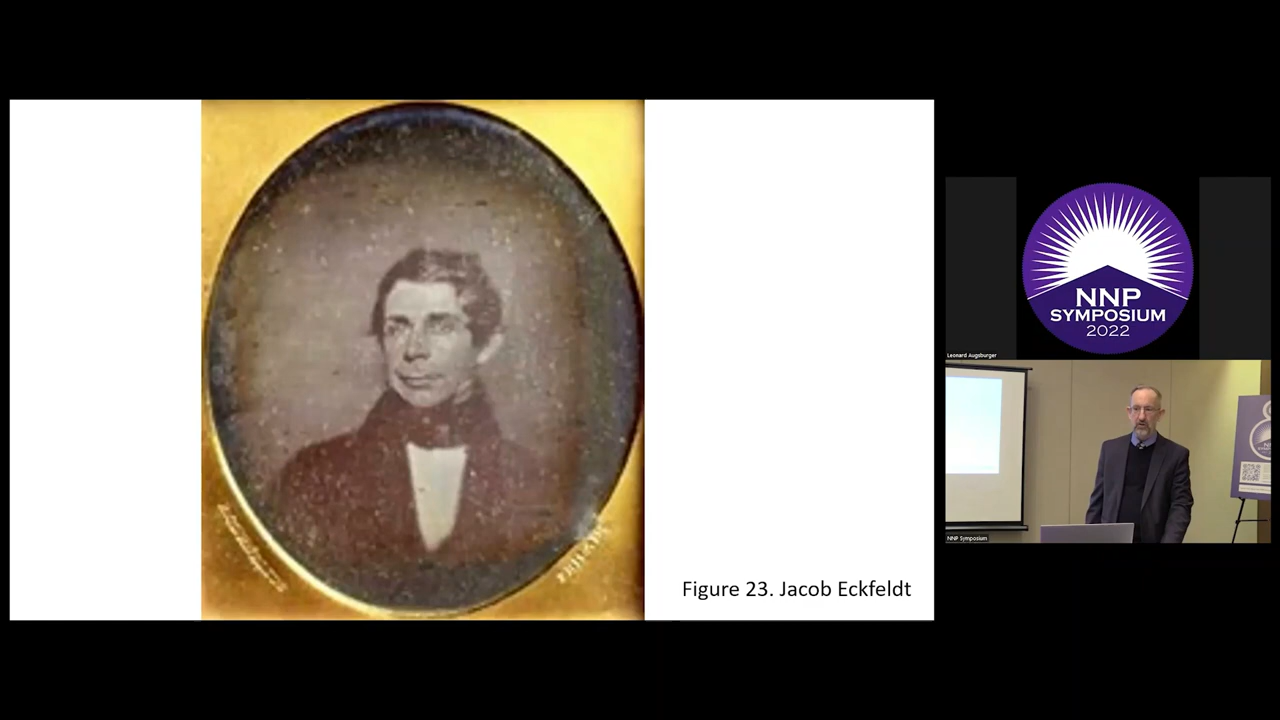 Figure 23. Jacob Eckfeldt
NNP
SYMPOSIUM
2022
Leonard Augsburger
NNP Symposium